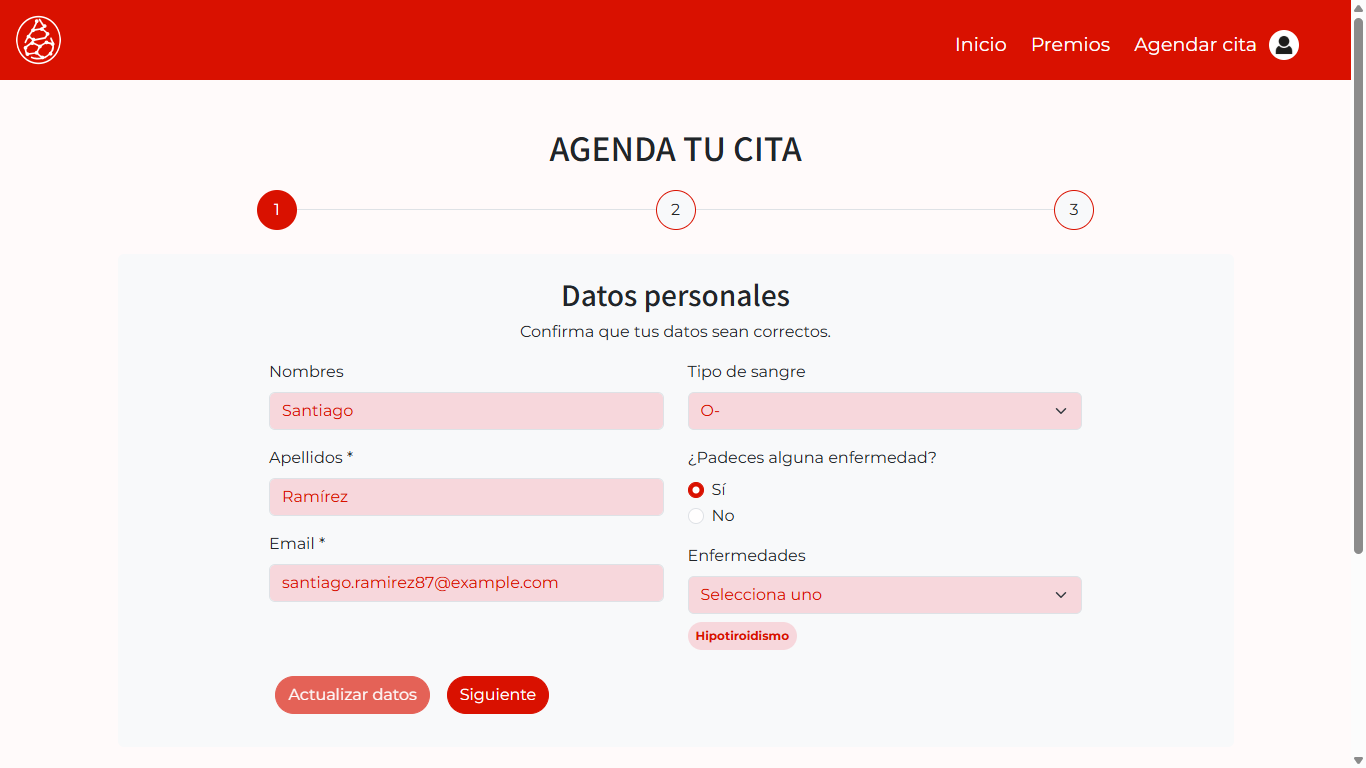 Inicio Premios Agendar cita
AGENDA TU CITA
1 2 3
Datos personales
Confirma que tus datos sean correctos.
Nombres
Santiago
Apellidos *
Ramírez
Email *
santiago.ramirez87@example.com
Tipo de sangre
O-
¿Padeces alguna enfermedad?
Sí
No
Enfermedades
Selecciona uno
Hipotiroidismo
Actualizar datos Siguiente